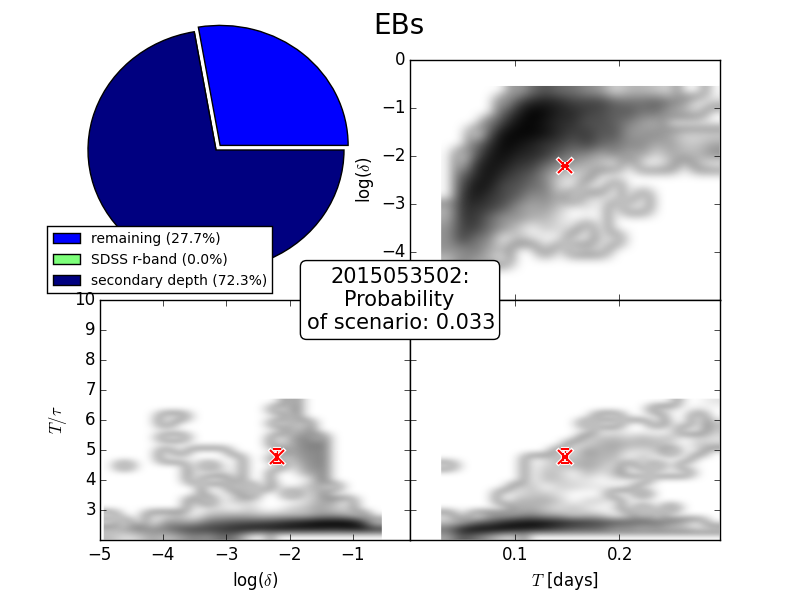 EBs
remaining (27.7%)
SDSS r-band (0.0%)
secondary depth (72.3%)
0
−1
−2
−3
−4
log(δ)
2015053502:
Probability
of scenario: 0.033
10
9
8
7
6
5
4
3
T/τ
−5 −4 −3 −2 −1
log(δ)
0.1 0.2
T [days]